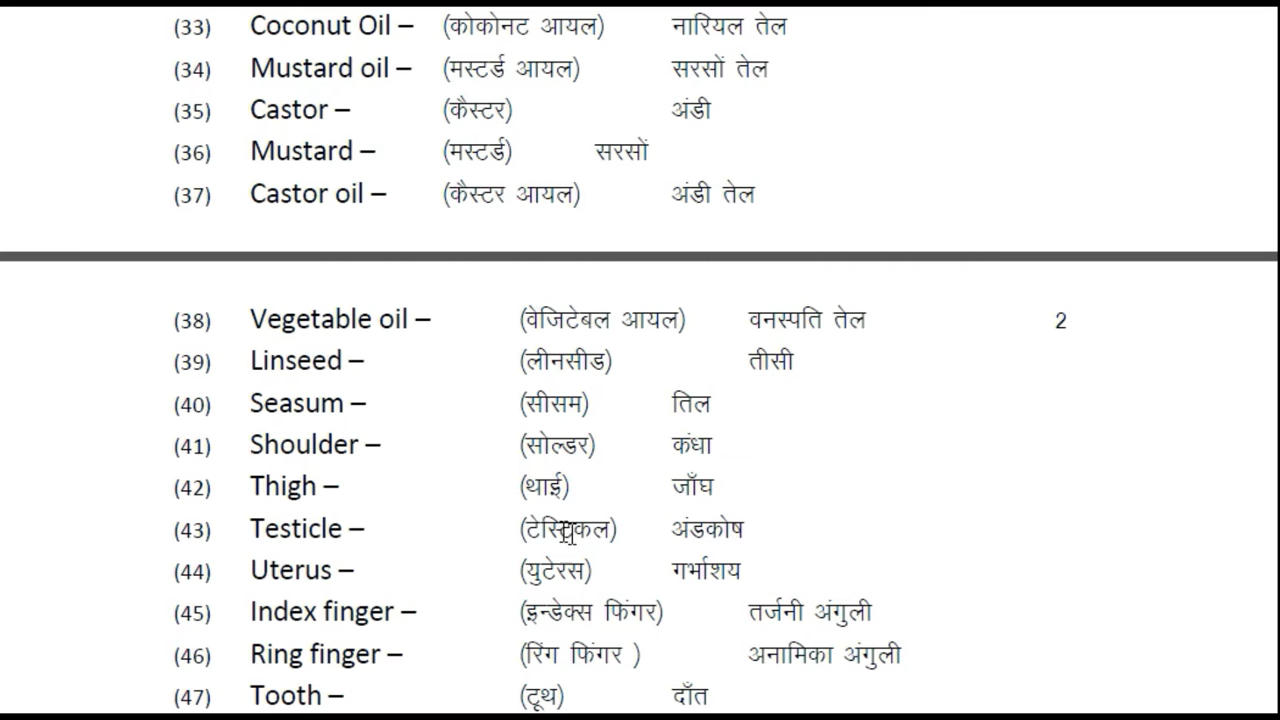 (33) Coconut Oil – (कोकोनट आयल) नारियल तेल
(34) Mustard oil – (मस्टर्ड आयल) सरसों तेल
(35) Castor – (कैस्टर) अंडी
(36) Mustard – (मस्टर्ड) सरसों
(37) Castor oil – (कैस्टर आयल) अंडी तेल
(38) Vegetable oil – (वेजिटेबल आयल) वनस्पति तेल 2
(39) Linseed – (लीनसीड) तीसी
(40) Seasum – (सीसम) तिल
(41) Shoulder – (सोल्डर) कंधा
(42) Thigh – (थाई) जाँघ
(43) Testicle – (टेस्टिकल) अंडकोष
(44) Uterus – (युटेरस) गर्भाशय
(45) Index finger – (इन्डेक्स फिंगर) तर्जनी अंगुली
(46) Ring finger – (रिंग फिंगर ) अनामिका अंगुली
(47) Tooth – (टूथ) दाँत